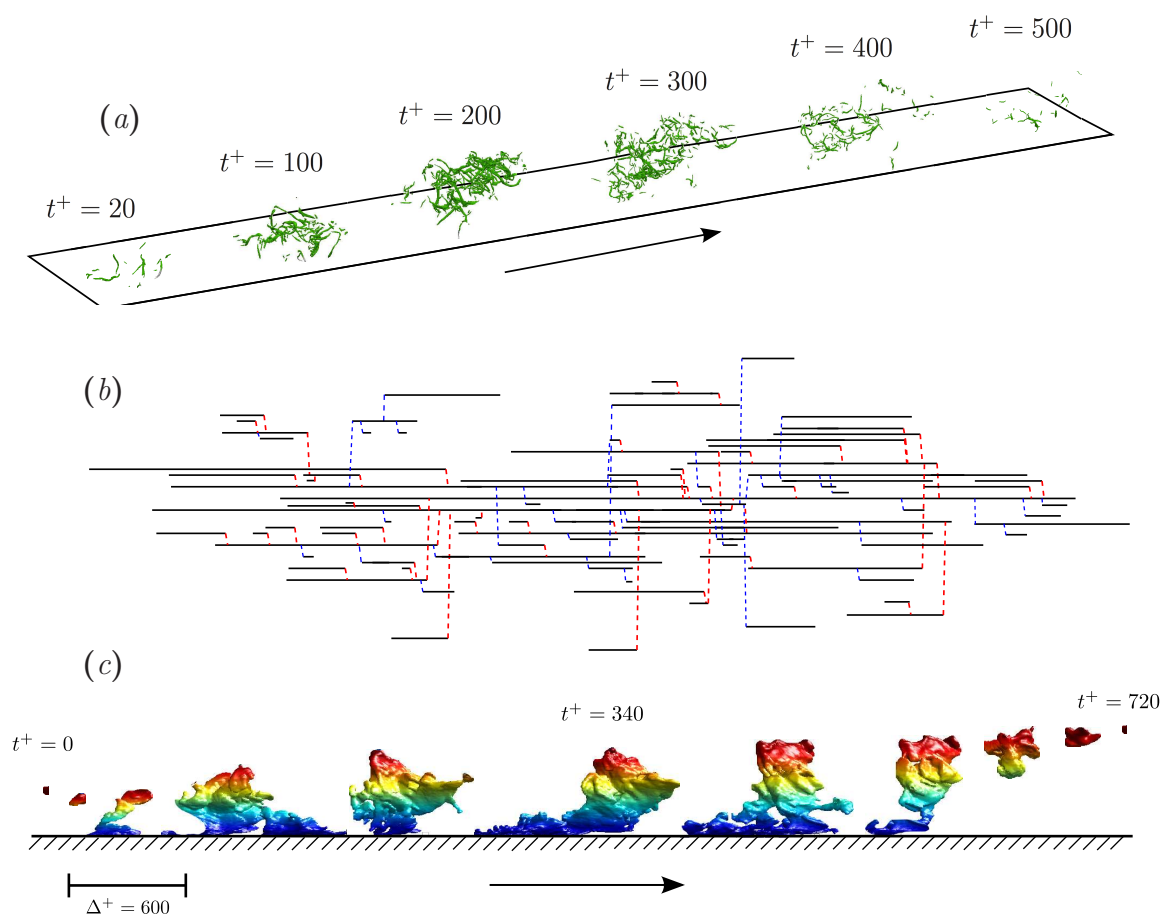 (a)
t⁺ = 20
t⁺ = 100
t⁺ = 200
t⁺ = 300
t⁺ = 400
t⁺ = 500
(b)
(c)
t⁺ = 0
t⁺ = 340
t⁺ = 720
Δ⁺ = 600